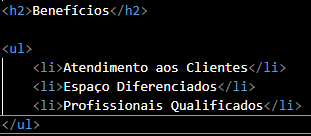 <h2>Benefícios</h2>
<ul>
<li>Atendimento aos Clientes</li>
<li>Espaço Diferenciados</li>
<li>Profissionais Qualificados</li>
</ul>